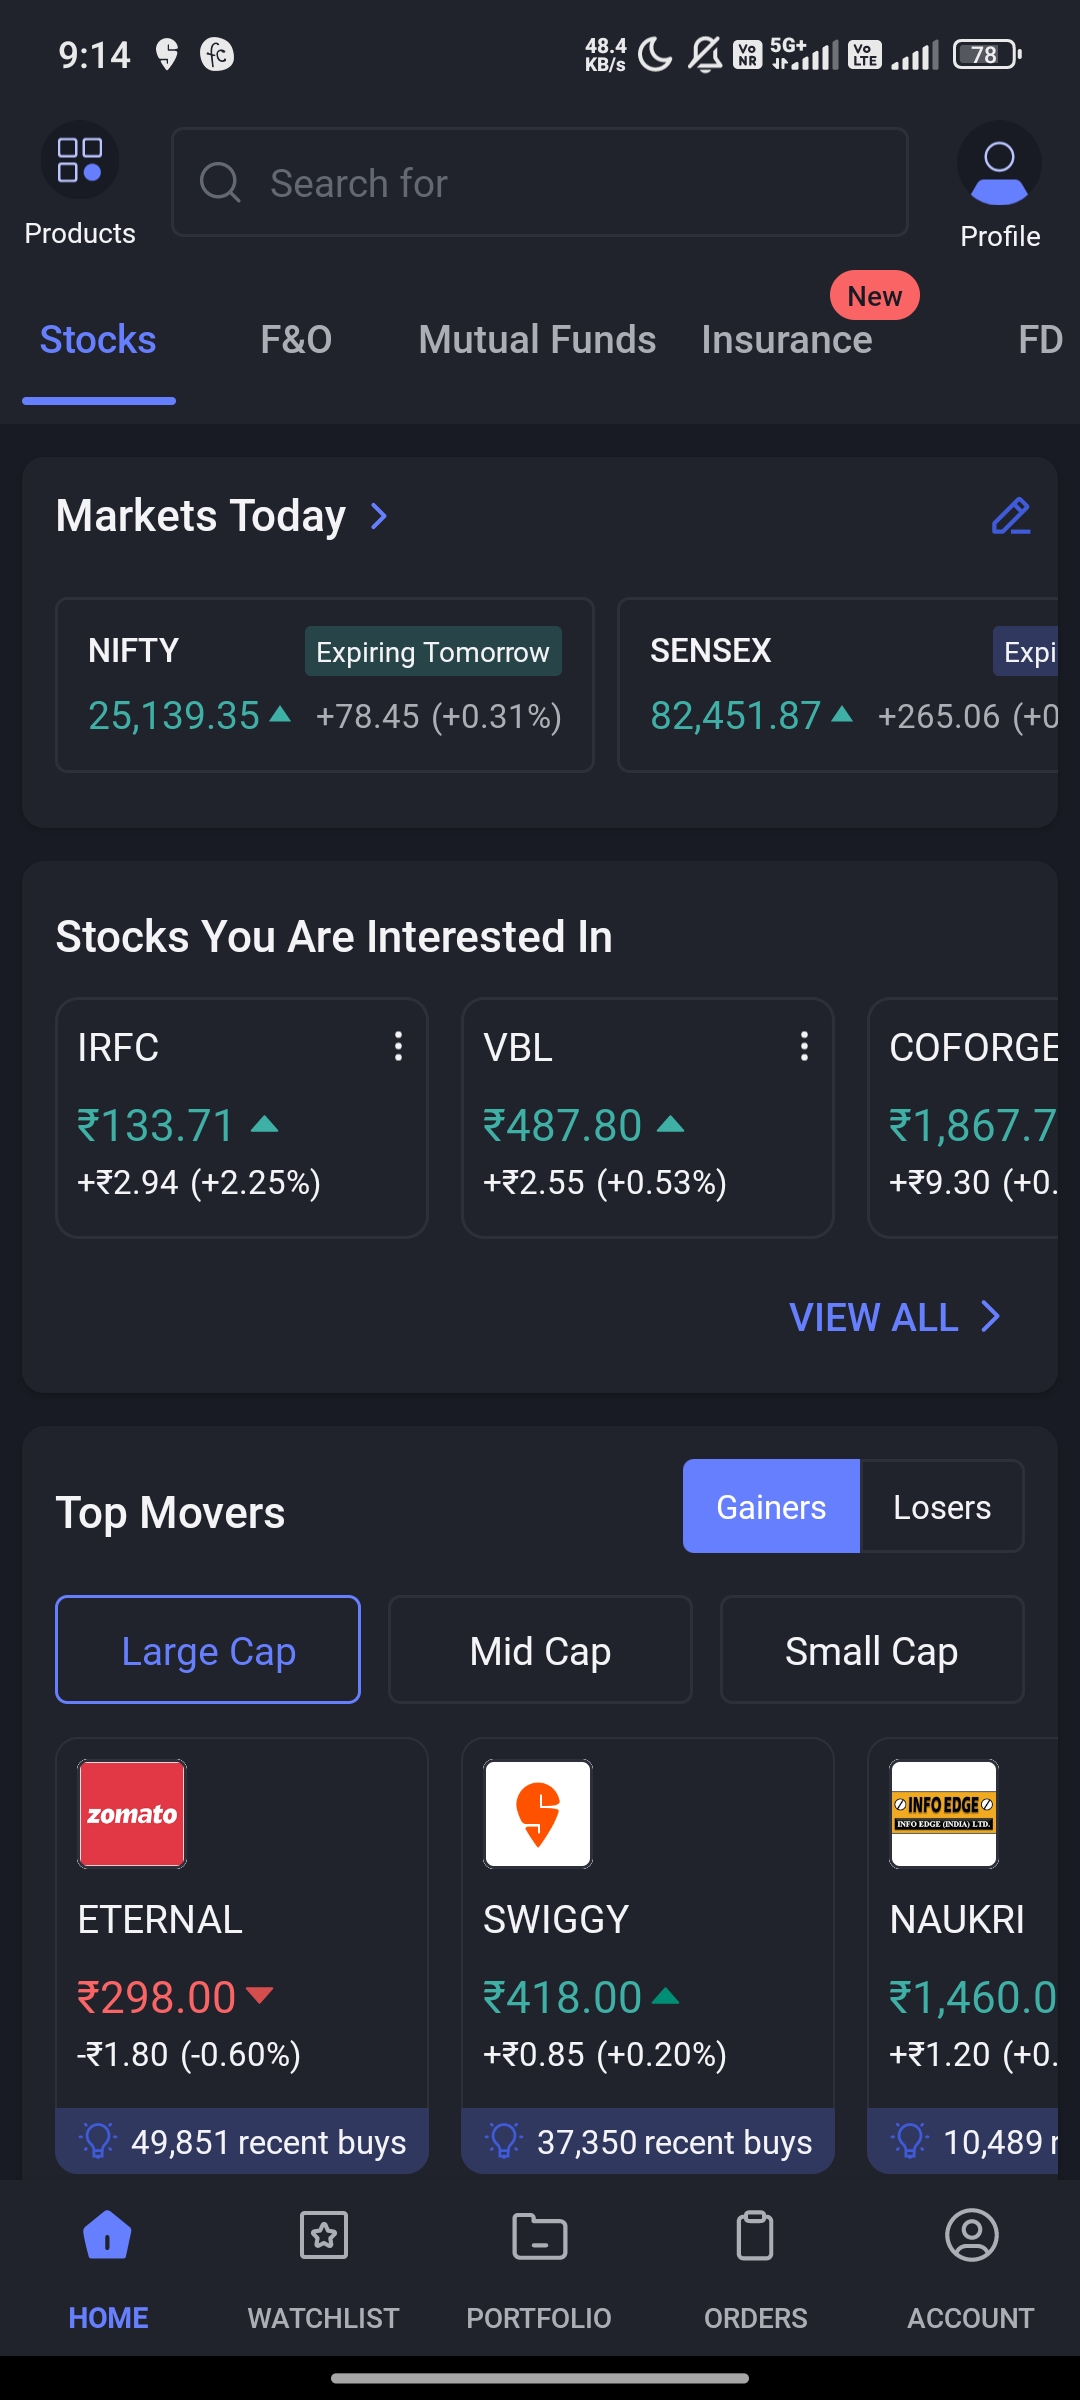 9:14
48.4 KB/s
Vo NR
5G+
Vo LTE
78
Products
Search for
Profile
New
Stocks
F&O
Mutual Funds
Insurance
FD
Markets Today
NIFTY
Expiring Tomorrow
25,139.35
+78.45 (+0.31%)
SENSEX
Expi
82,451.87
+265.06 (+0
Stocks You Are Interested In
IRFC
₹133.71
+₹2.94 (+2.25%)
VBL
₹487.80
+₹2.55 (+0.53%)
COFORGE
₹1,867.7
+₹9.30 (+0.
VIEW ALL
Top Movers
Gainers
Losers
Large Cap
Mid Cap
Small Cap
zomato
ETERNAL
₹298.00
-₹1.80 (-0.60%)
49,851 recent buys
SWIGGY
₹418.00
+₹0.85 (+0.20%)
37,350 recent buys
INFO EDGE
INFO EDGE (INDIA) LTD.
NAUKRI
₹1,460.0
+₹1.20 (+0.
10,489 r
HOME
WATCHLIST
PORTFOLIO
ORDERS
ACCOUNT